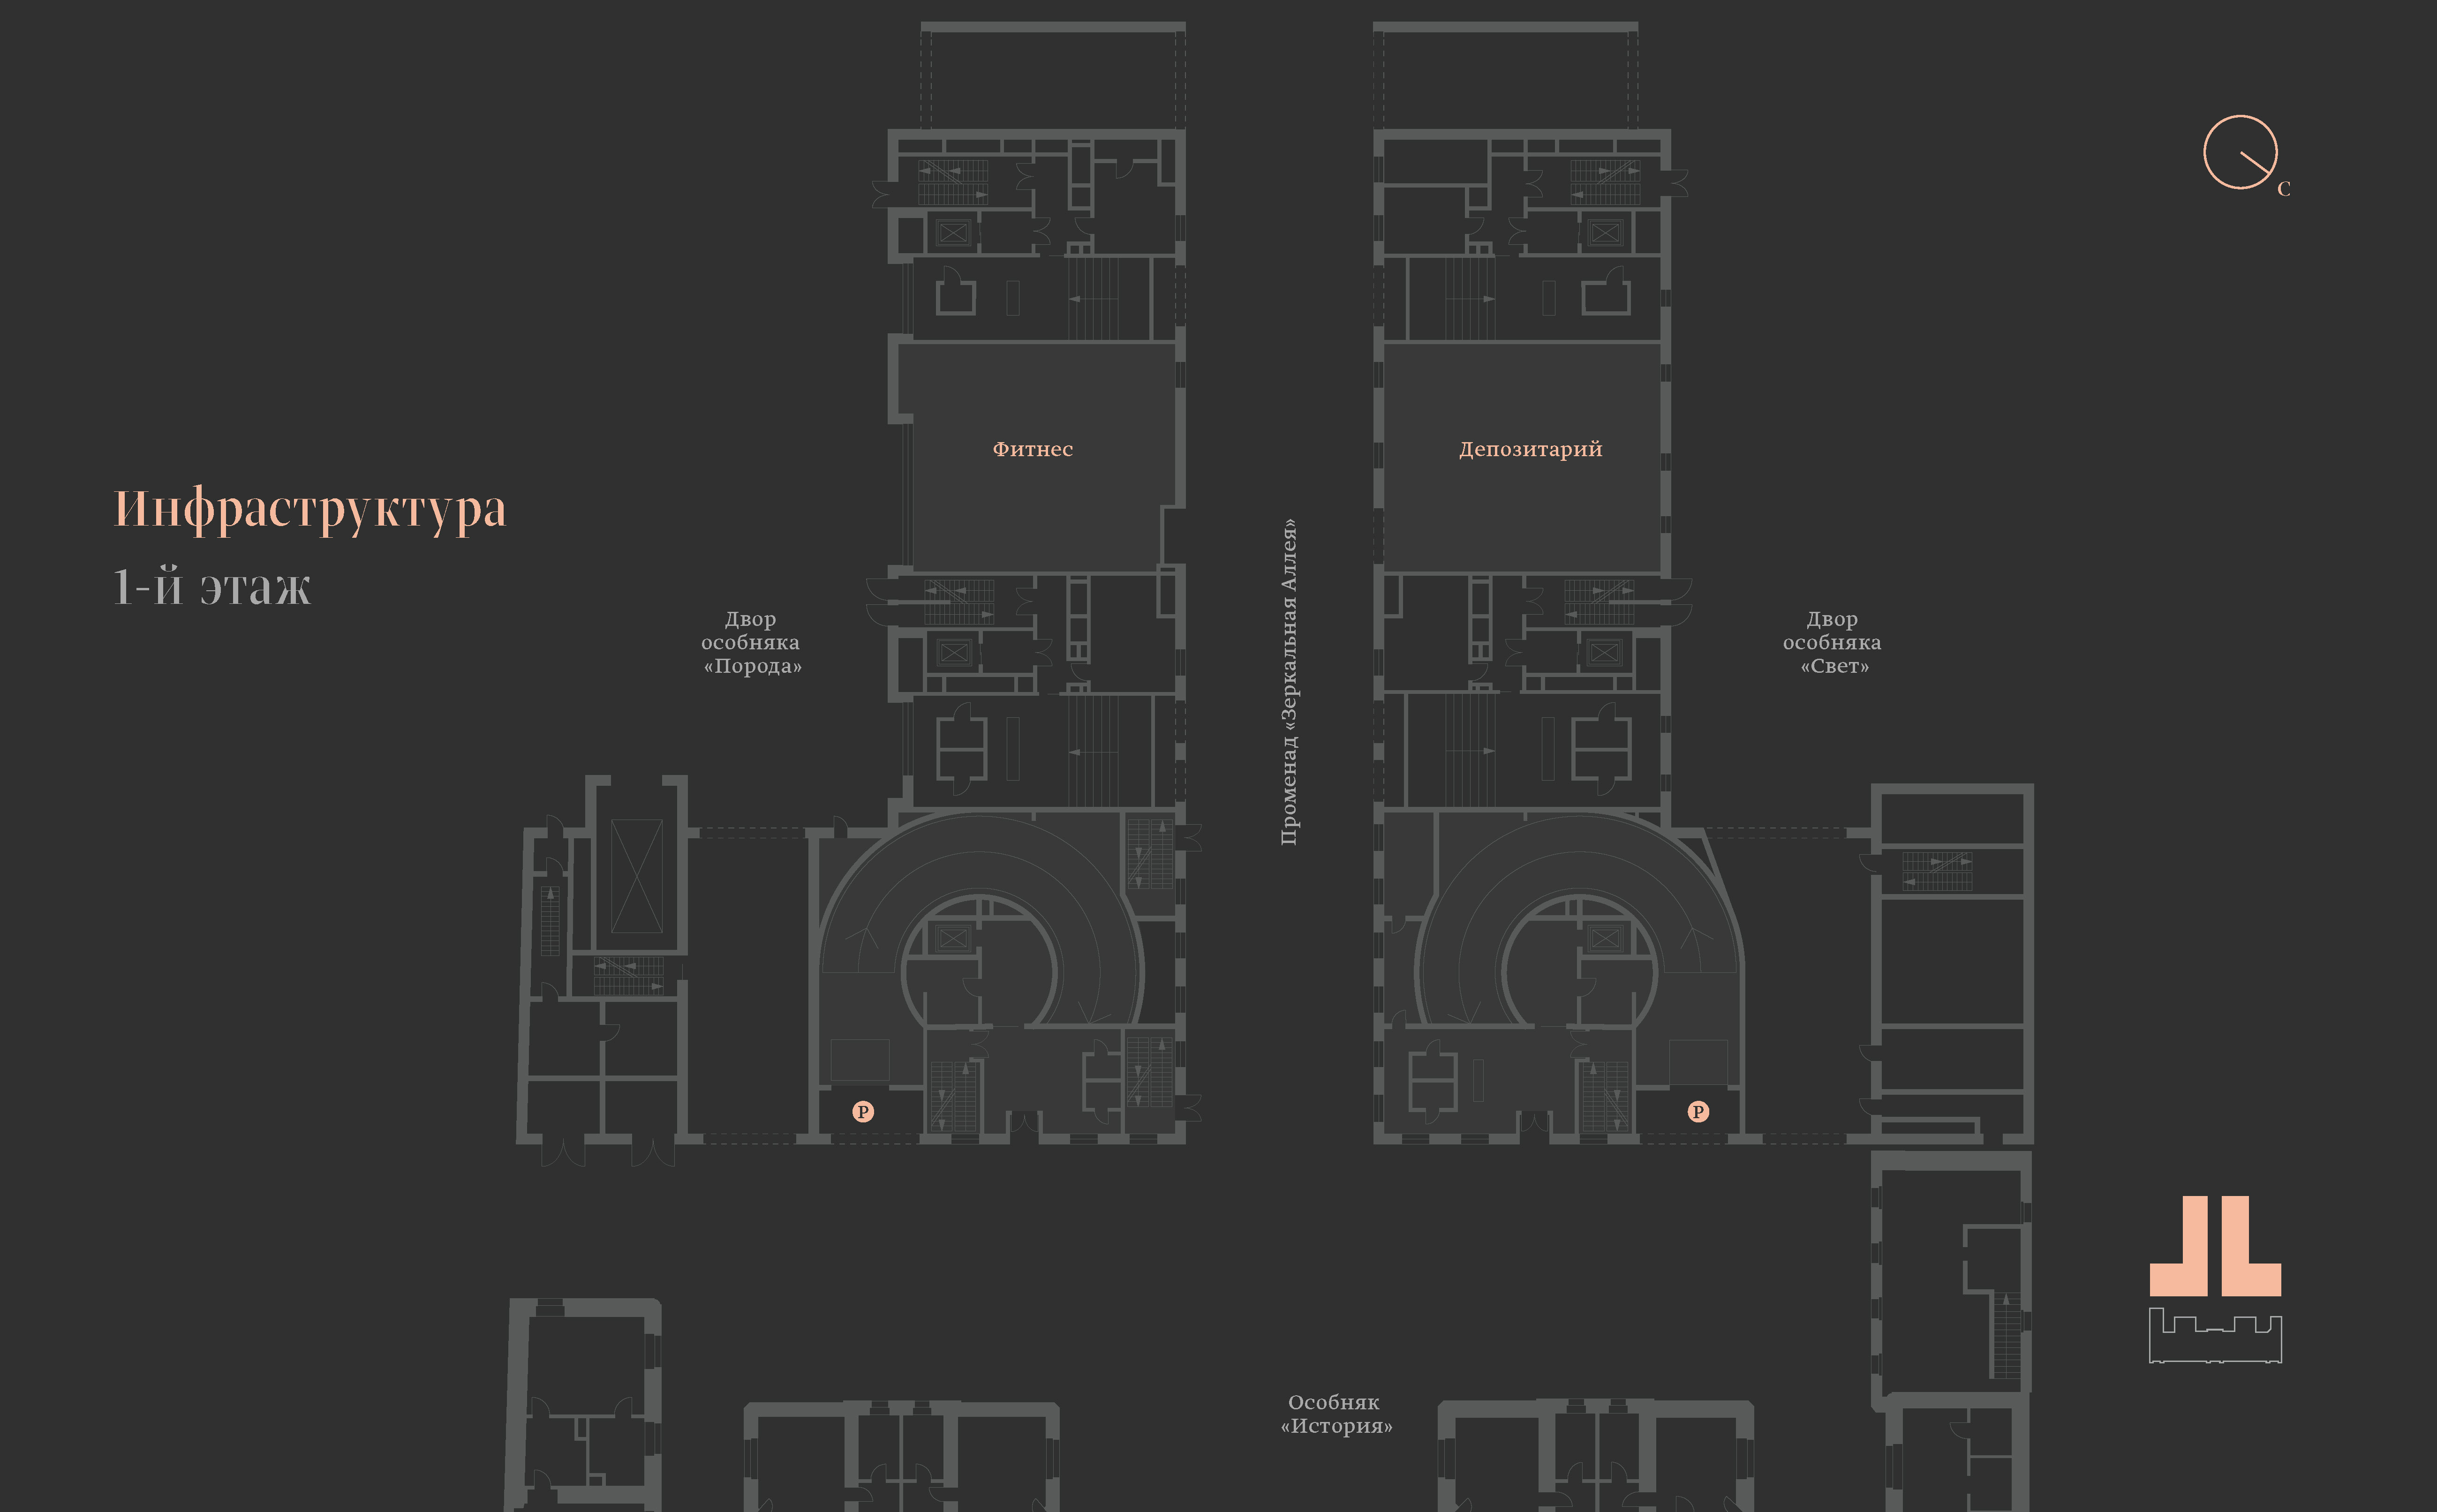 С
Фитнес
Депозитарий
Инфраструктура
1-й этаж
Двор
особняка
«Порода»
Променад «Зеркальная Аллея»
Двор
особняка
«Свет»
P
P
Особняк
«История»